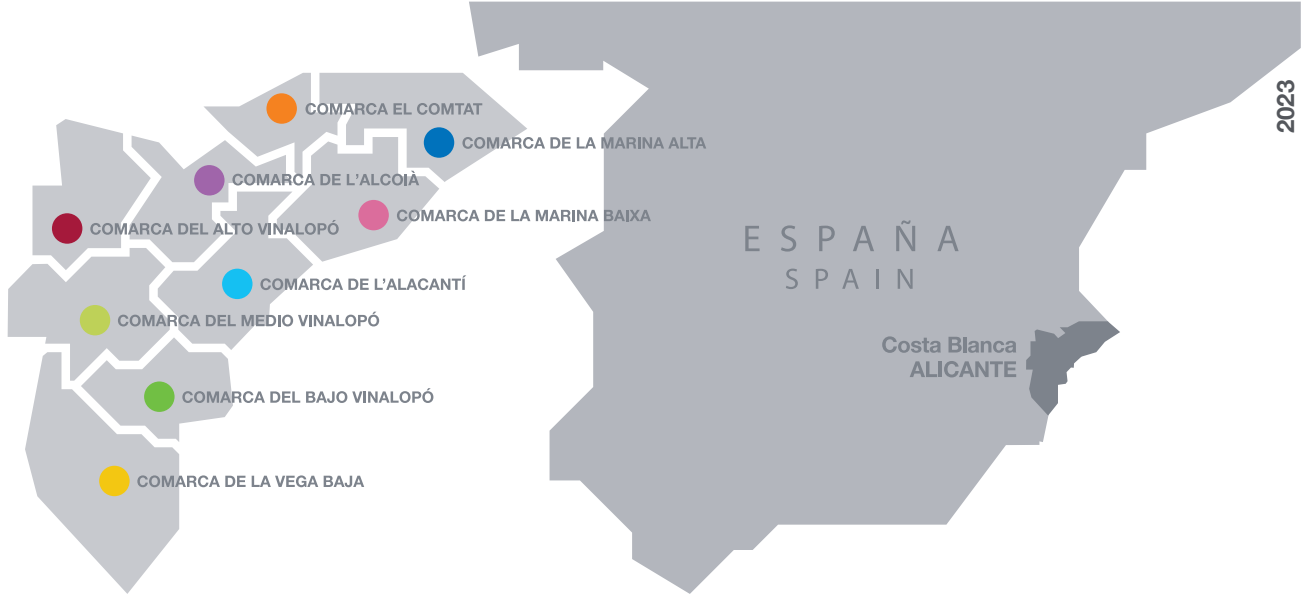 COMARCA EL COMTAT
COMARCA DE LA MARINA ALTA
COMARCA DE L'ALCOIÀ
COMARCA DE LA MARINA BAIXA
COMARCA DEL ALTO VINALOPÓ
COMARCA DE L'ALACANTÍ
COMARCA DEL MEDIO VINALOPÓ
COMARCA DEL BAJO VINALOPÓ
COMARCA DE LA VEGA BAJA
ESPAÑA
SPAIN
Costa Blanca
ALICANTE
2023